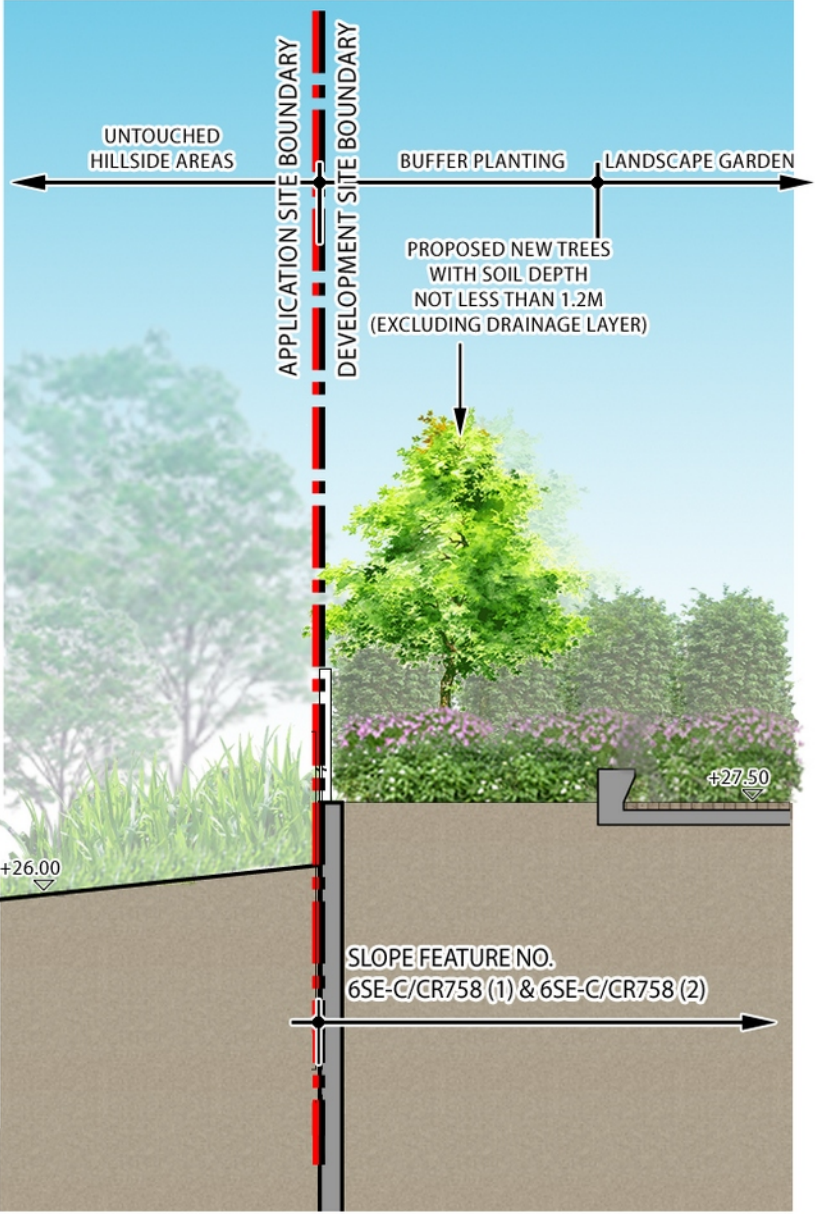 APPLICATION SITE BOUNDARY
DEVELOPMENT SITE BOUNDARY
UNTOUCHED
HILLSIDE AREAS
BUFFER PLANTING
LANDSCAPE GARDEN
PROPOSED NEW TREES
WITH SOIL DEPTH
NOT LESS THAN 1.2M
(EXCLUDING DRAINAGE LAYER)
+27.50
+26.00
SLOPE FEATURE NO.
6SE-C/CR758 (1) & 6SE-C/CR758 (2)